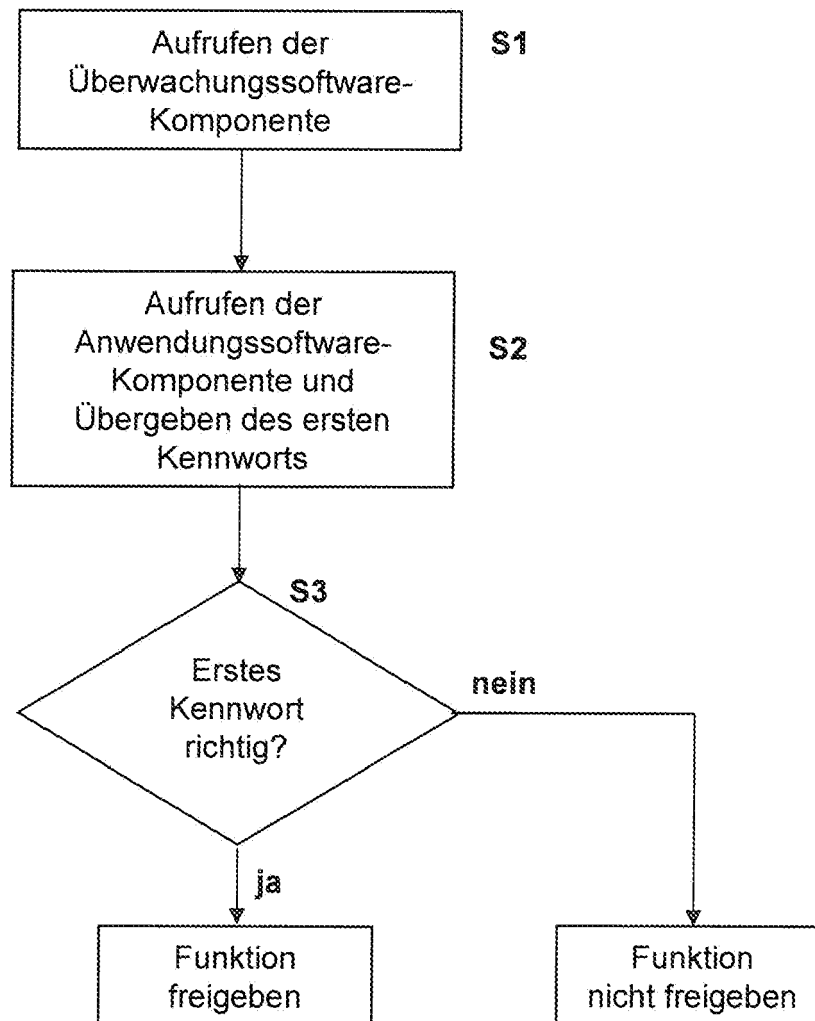 Aufrufen der
Überwachungssoftware-
Komponente
S1
Aufrufen der
Anwendungssoftware-
Komponente und
Übergeben des ersten
Kennworts
S2
S3
Erstes
Kennwort
richtig?
nein
ja
Funktion
freigeben
Funktion
nicht freigeben